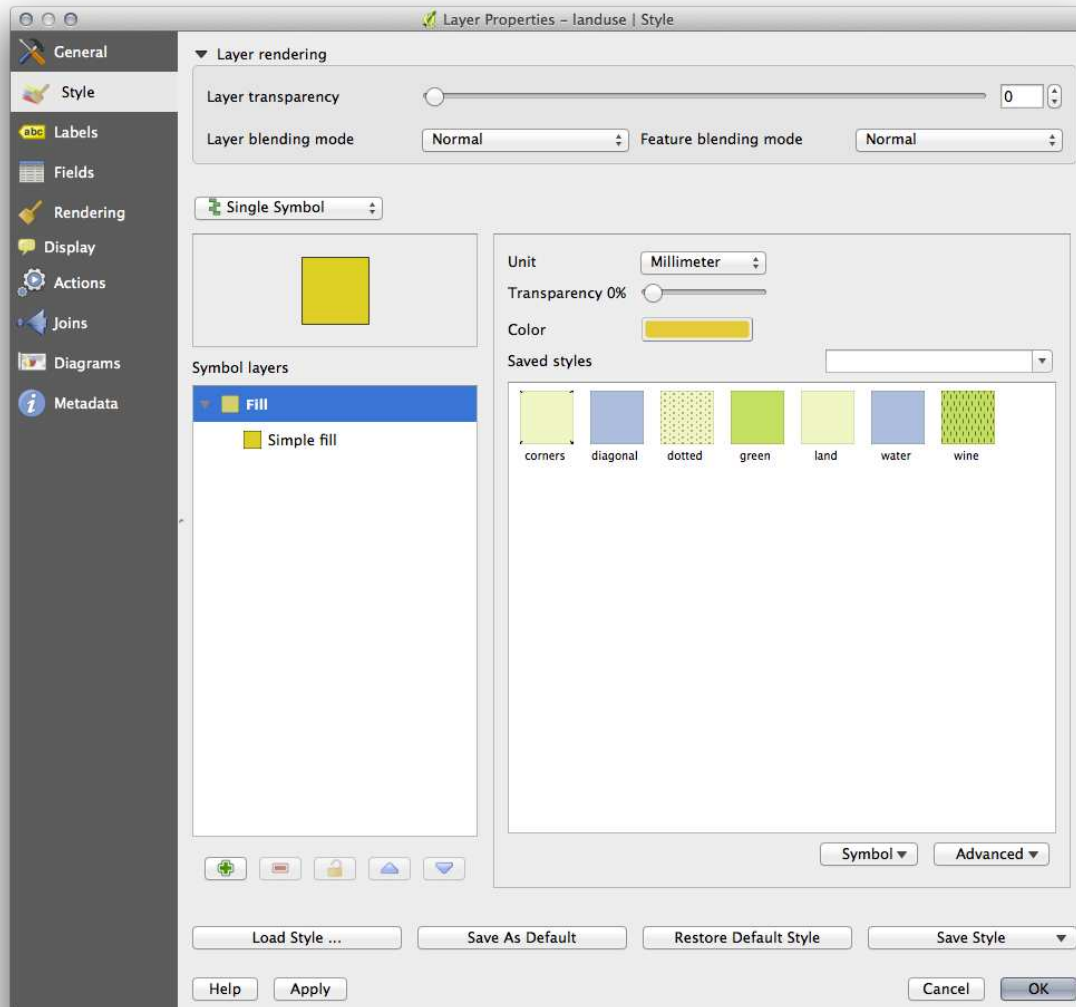 Layer Properties – landuse | Style
General
Style
abc Labels
Fields
Rendering
Display
Actions
Joins
Diagrams
i Metadata
Layer rendering
Layer transparency 0
Layer blending mode Normal Feature blending mode Normal
Single Symbol
Symbol layers
Fill
Simple fill
Unit Millimeter
Transparency 0%
Color
Saved styles
corners diagonal dotted green land water wine
Symbol Advanced
Load Style ... Save As Default Restore Default Style Save Style
Help Apply Cancel OK